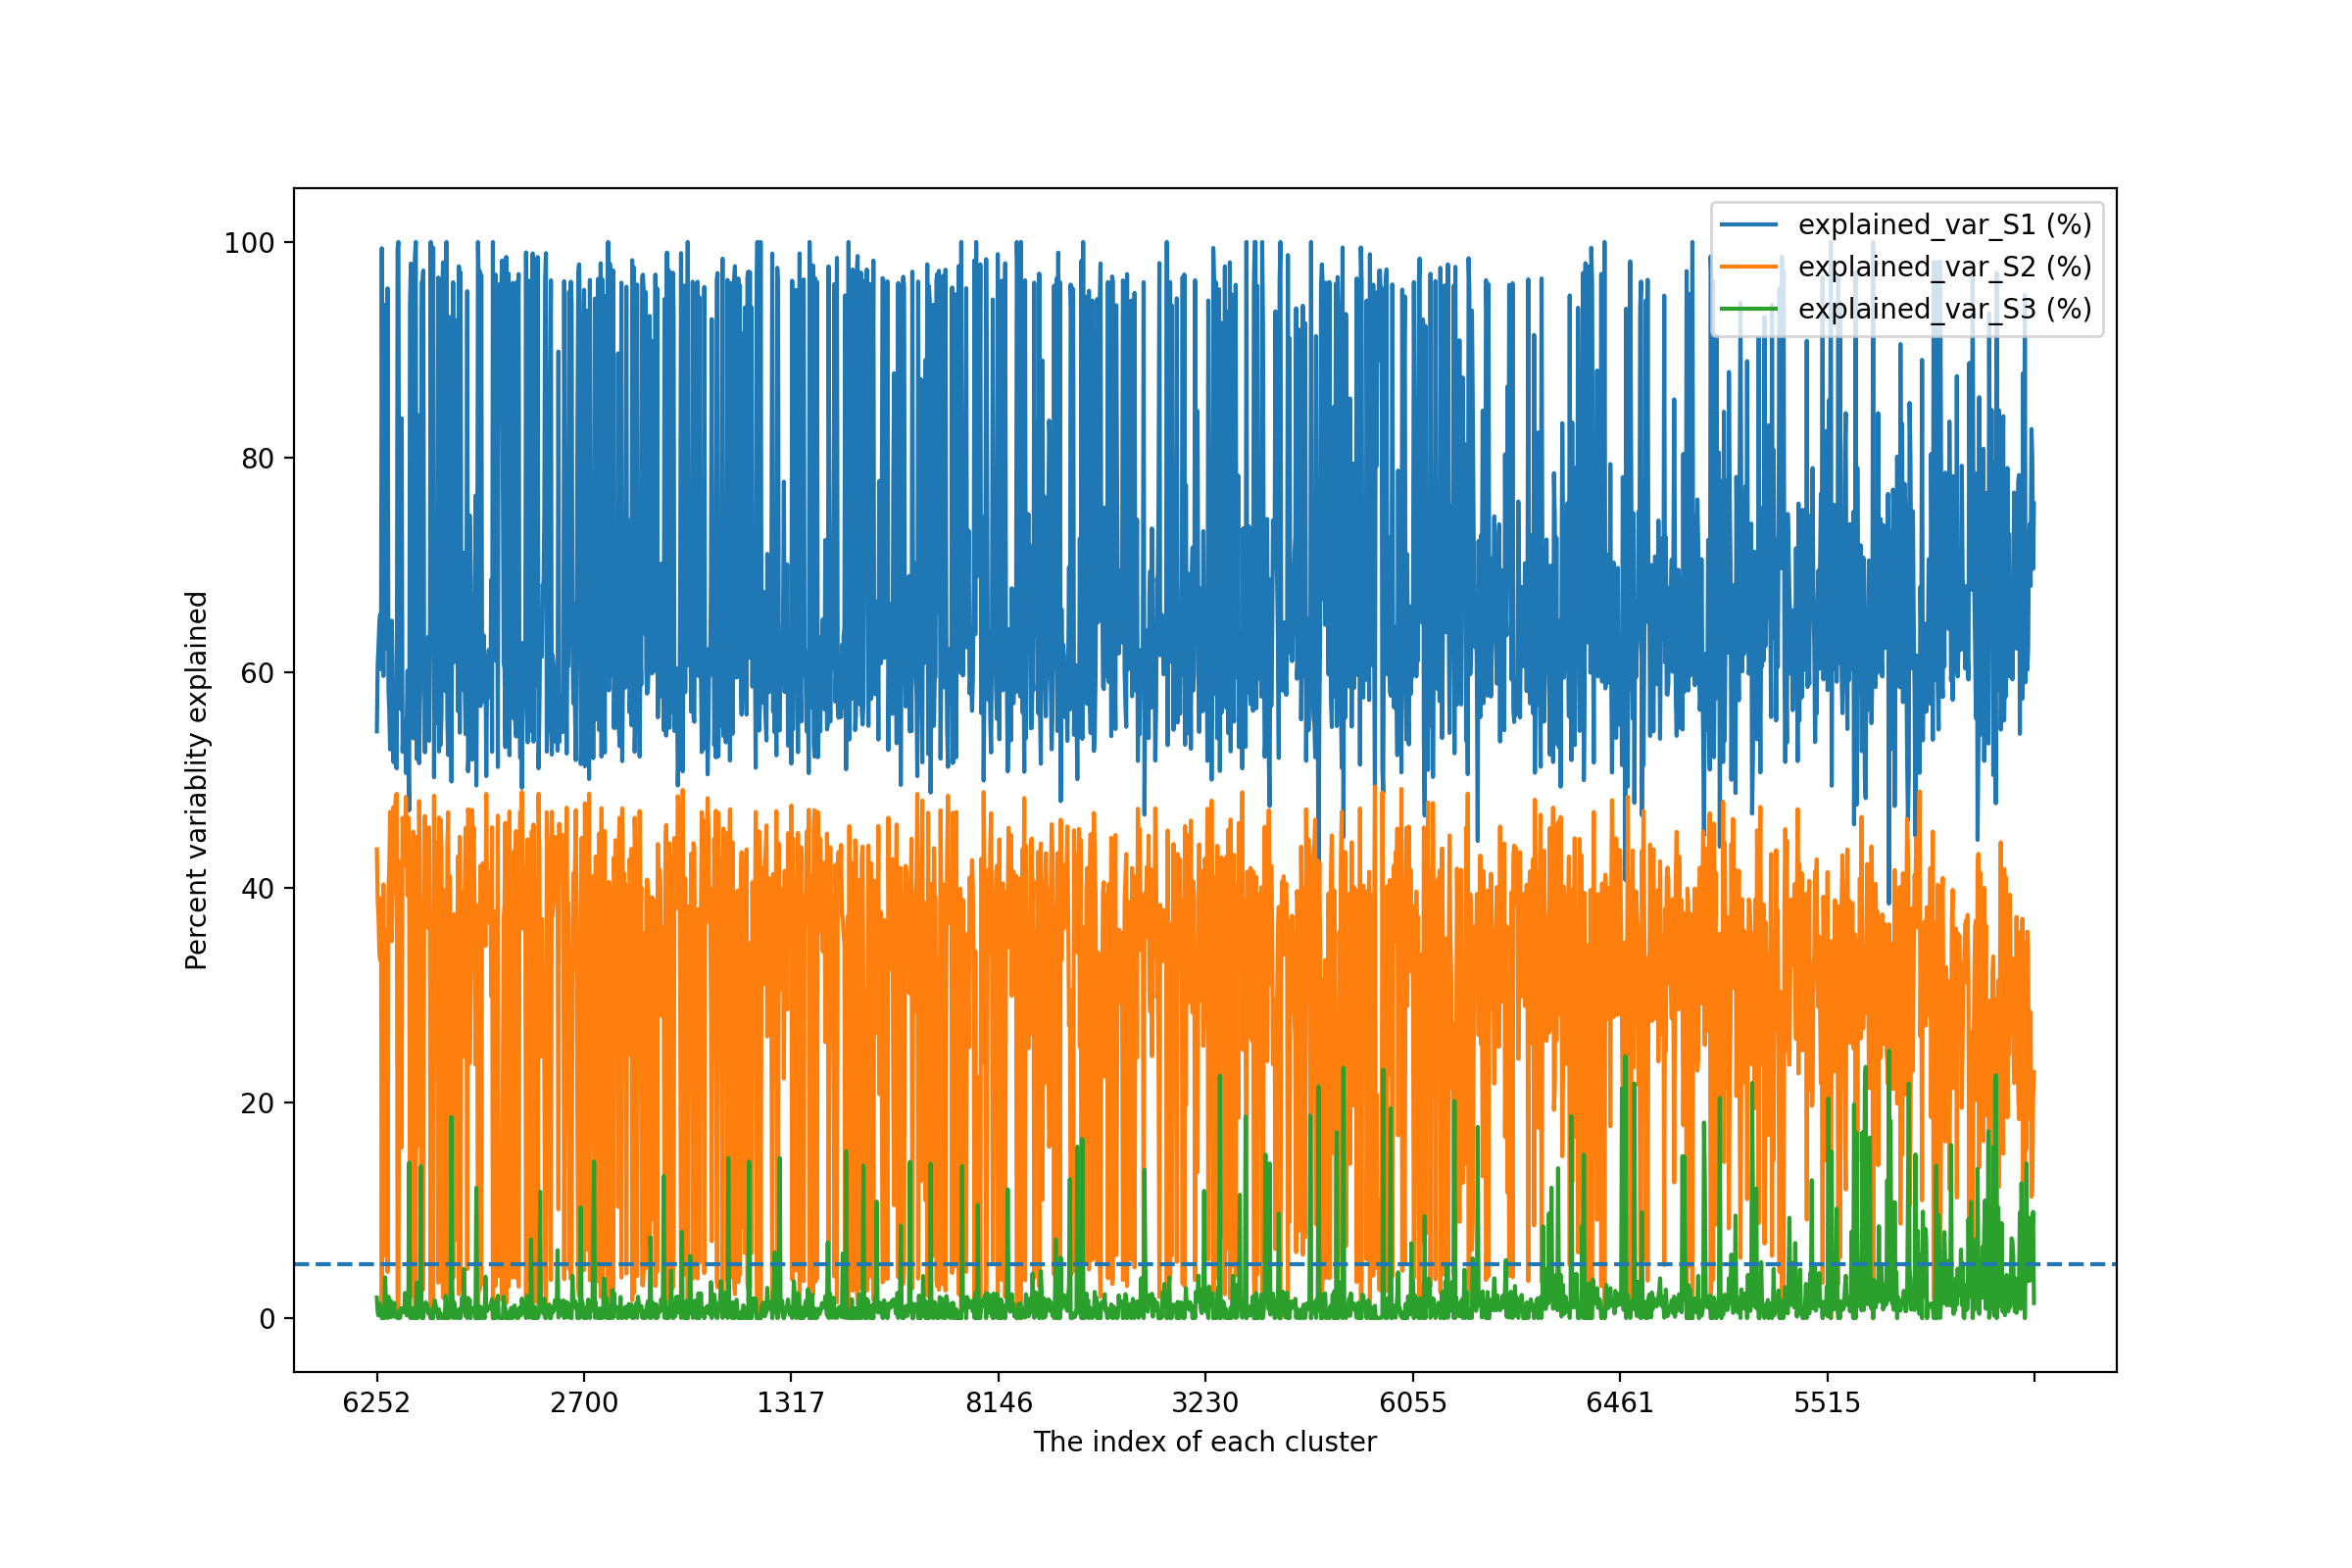 explained_var_S1 (%)
explained_var_S2 (%)
explained_var_S3 (%)
100
80
60
40
20
0
Percent variablity explained
6252 2700 1317 8146 3230 6055 6461 5515
The index of each cluster